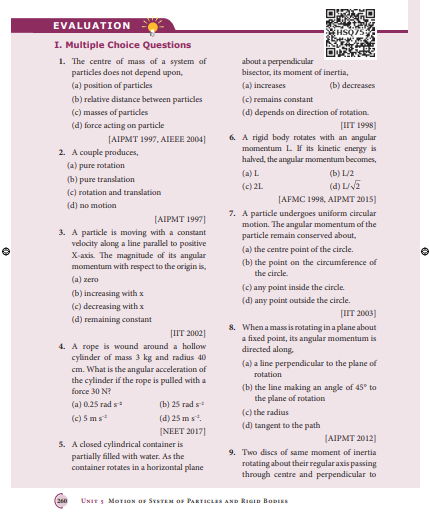 EVALUATION
HSQ75
I. Multiple Choice Questions
1. The centre of mass of a system of
particles does not depend upon,
(a) position of particles
(b) relative distance between particles
(c) masses of particles
(d) force acting on particle
[AIPMT 1997, AIEEE 2004]
2. A couple produces,
(a) pure rotation
(b) pure translation
(c) rotation and translation
(d) no motion
[AIPMT 1997]
3. A particle is moving with a constant
velocity along a line parallel to positive
X-axis. The magnitude of its angular
momentum with respect to the origin is,
(a) zero
(b) increasing with x
(c) decreasing with x
(d) remaining constant
[IIT 2002]
4. A rope is wound around a hollow
cylinder of mass 3 kg and radius 40
cm. What is the angular acceleration of
the cylinder if the rope is pulled with a
force 30 N?
(a) 0.25 rad s⁻² (b) 25 rad s⁻²
(c) 5 m s⁻² (d) 25 m s⁻².
[NEET 2017]
5. A closed cylindrical container is
partially filled with water. As the
container rotates in a horizontal plane
about a perpendicular
bisector, its moment of inertia,
(a) increases (b) decreases
(c) remains constant
(d) depends on direction of rotation.
[IIT 1998]
6. A rigid body rotates with an angular
momentum L. If its kinetic energy is
halved, the angular momentum becomes,
(a) L (b) L/2
(c) 2L (d) L/√2
[AFMC 1998, AIPMT 2015]
7. A particle undergoes uniform circular
motion. The angular momentum of the
particle remain conserved about,
(a) the centre point of the circle.
(b) the point on the circumference of
the circle.
(c) any point inside the circle.
(d) any point outside the circle.
[IIT 2003]
8. When a mass is rotating in a plane about
a fixed point, its angular momentum is
directed along,
(a) a line perpendicular to the plane of
rotation
(b) the line making an angle of 45° to
the plane of rotation
(c) the radius
(d) tangent to the path
[AIPMT 2012]
9. Two discs of same moment of inertia
rotating about their regular axis passing
through centre and perpendicular to
260 UNIT 5 MOTION OF SYSTEM OF PARTICLES AND RIGID BODIES